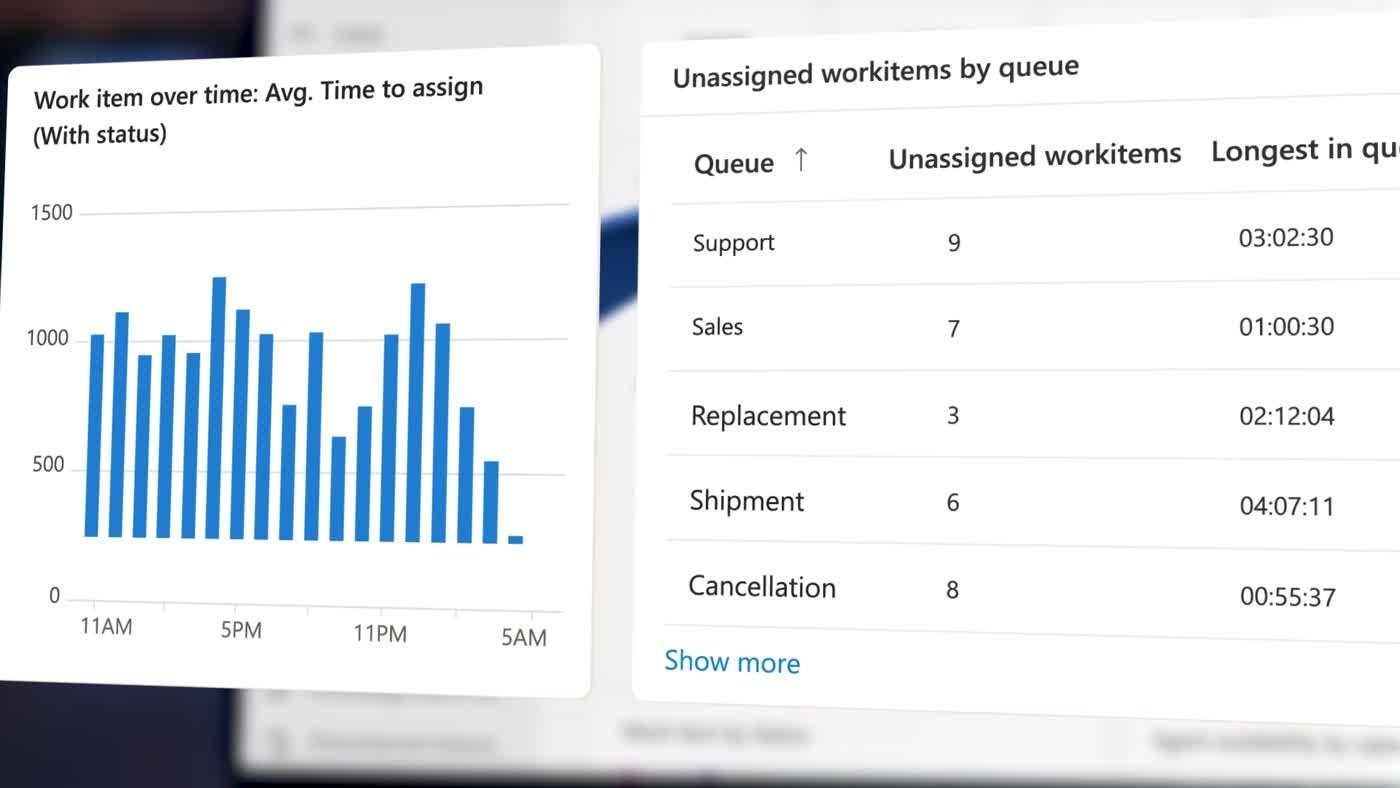 Work item over time: Avg. Time to assign
(With status)
1500
1000
500
0
11AM 5PM 11PM 5AM
Unassigned workitems by queue
Queue ↑ Unassigned workitems Longest in qu
Support 9 03:02:30
Sales 7 01:00:30
Replacement 3 02:12:04
Shipment 6 04:07:11
Cancellation 8 00:55:37
Show more